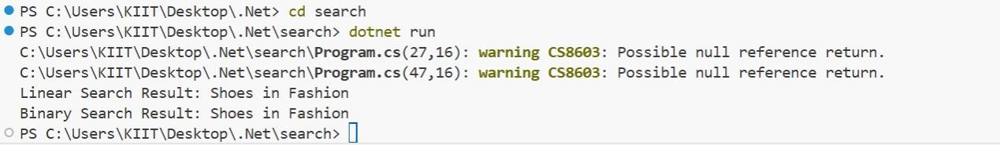 PS C:\Users\KIIT\Desktop\.Net> cd search
PS C:\Users\KIIT\Desktop\.Net\search> dotnet run
C:\Users\KIIT\Desktop\.Net\search\Program.cs(27,16): warning CS8603: Possible null reference return.
C:\Users\KIIT\Desktop\.Net\search\Program.cs(47,16): warning CS8603: Possible null reference return.
Linear Search Result: Shoes in Fashion
Binary Search Result: Shoes in Fashion
PS C:\Users\KIIT\Desktop\.Net\search>